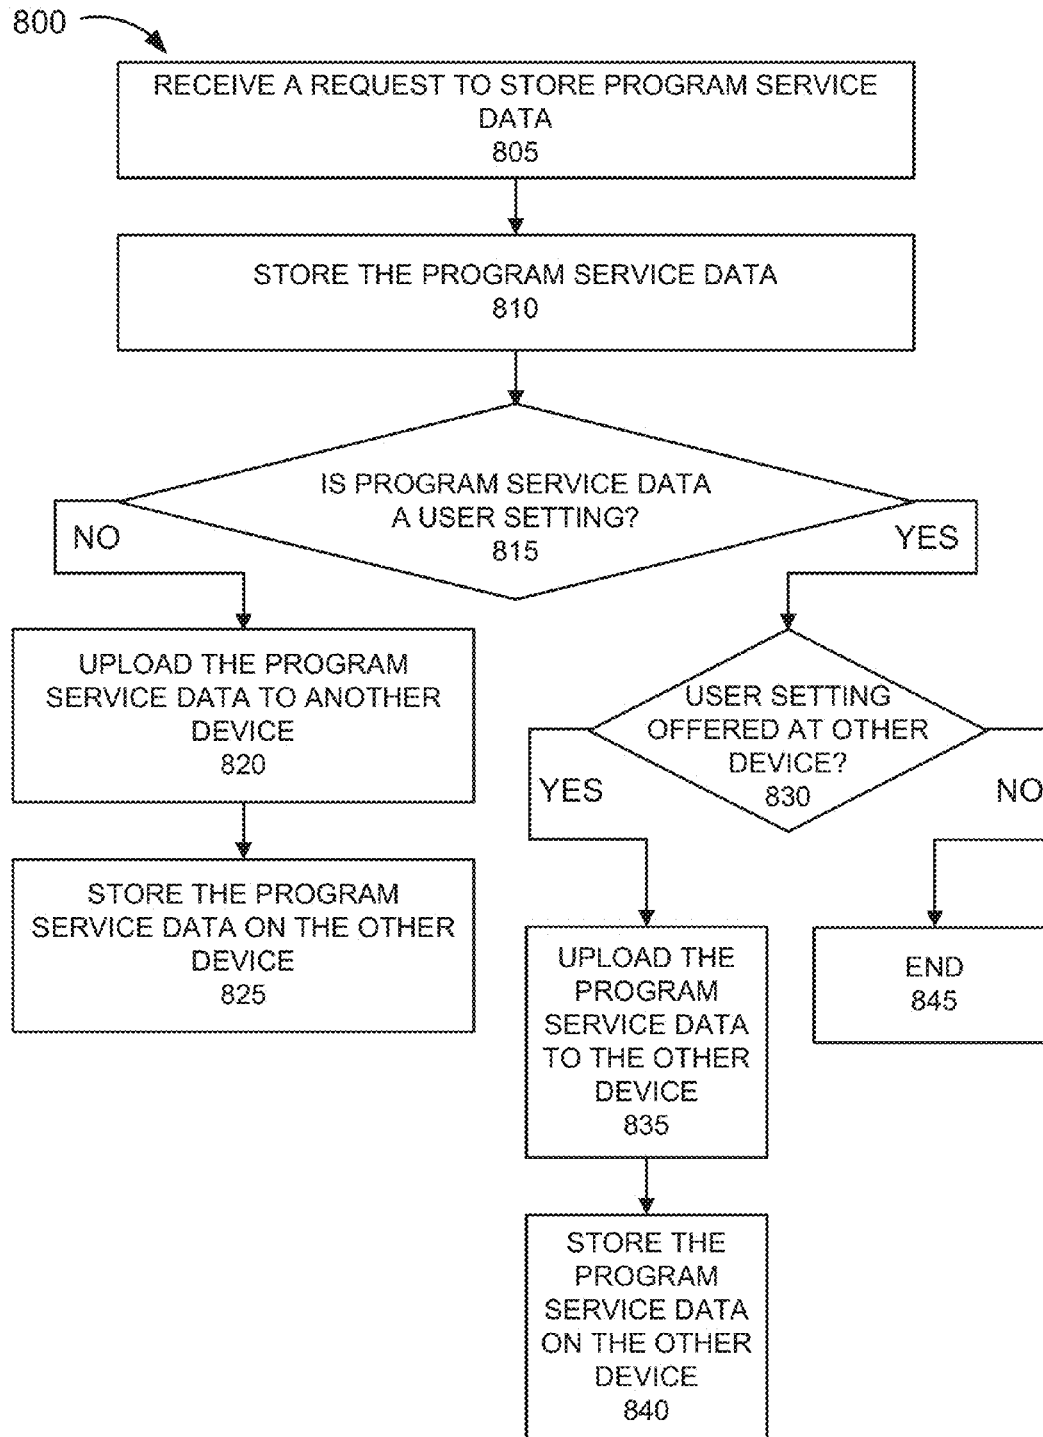 800
RECEIVE A REQUEST TO STORE PROGRAM SERVICE
DATA
805
STORE THE PROGRAM SERVICE DATA
810
IS PROGRAM SERVICE DATA
A USER SETTING?
815
NO
YES
UPLOAD THE PROGRAM
SERVICE DATA TO ANOTHER
DEVICE
820
STORE THE PROGRAM
SERVICE DATA ON THE OTHER
DEVICE
825
USER SETTING
OFFERED AT OTHER
DEVICE?
830
YES
NO
UPLOAD THE
PROGRAM
SERVICE DATA
TO THE OTHER
DEVICE
835
END
845
STORE THE
PROGRAM
SERVICE DATA
ON THE OTHER
DEVICE
840